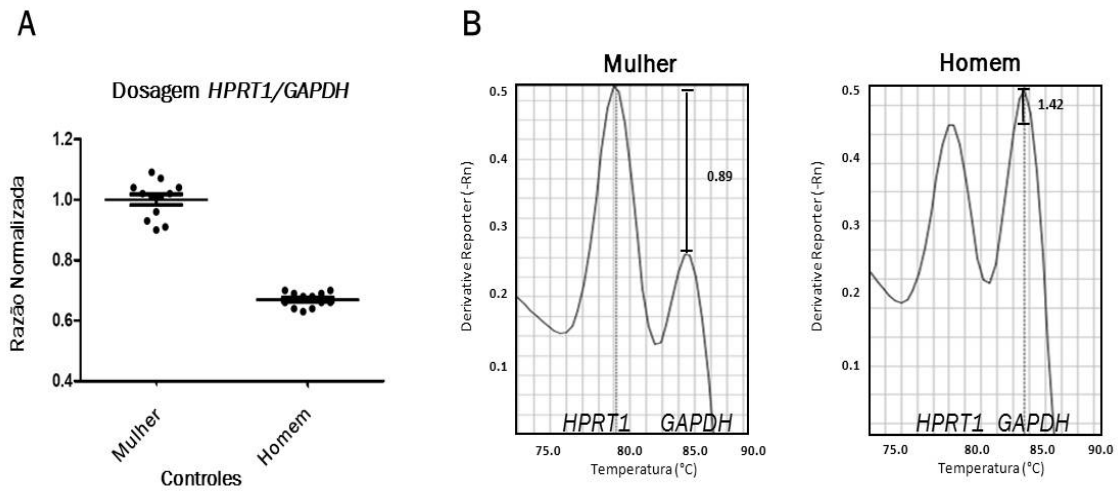 A
Dosagem HPRT1/GAPDH
Razão Normalizada
1.2
1.0
0.8
0.6
0.4
Mulher
Homem
Controles
B
Mulher
Derivative Reporter (-Rn)
0.5
0.4
0.3
0.2
0.1
0.89
HPRT1 GAPDH
75.0 80.0 85.0 90.0
Temperatura (°C)
Homem
Derivative Reporter (-Rn)
0.5
0.4
0.3
0.2
0.1
1.42
HPRT1 GAPDH
75.0 80.0 85.0 90.0
Temperatura (°C)